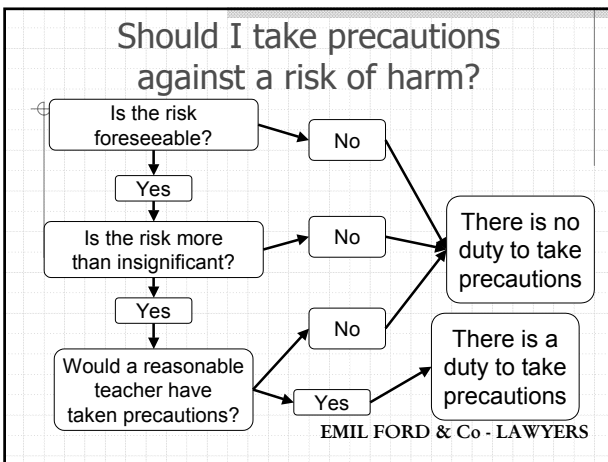 Should I take precautions
against a risk of harm?
Is the risk
foreseeable?
No
Yes
Is the risk more
than insignificant?
No
There is no
duty to take
precautions
Yes
No
Would a reasonable
teacher have
taken precautions?
Yes
There is a
duty to take
precautions
EMIL FORD & Co - LAWYERS